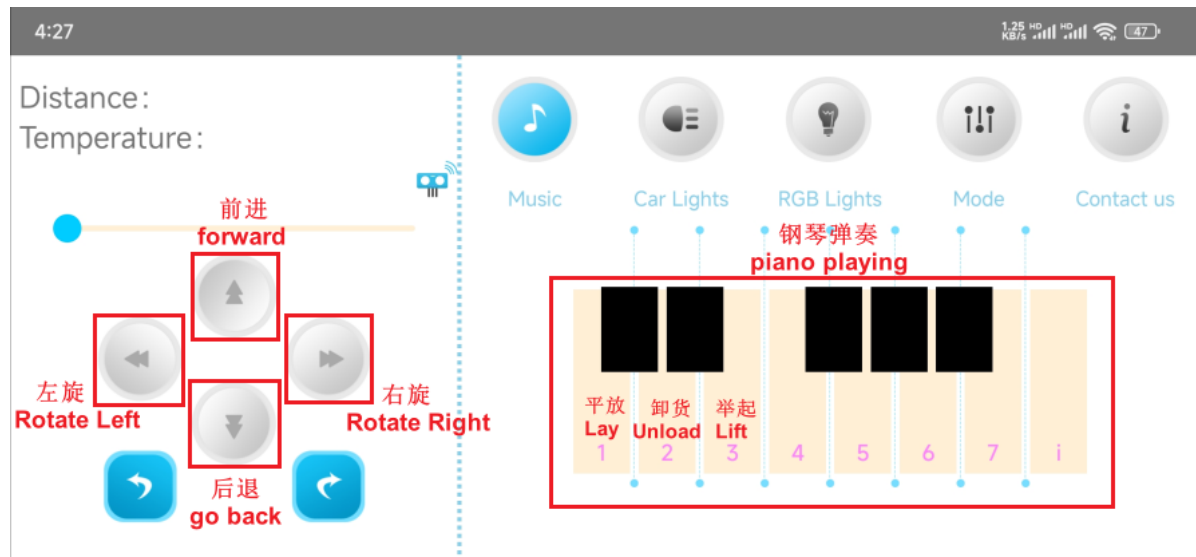 4:27
1.25 KB/s HD HD 47
Distance:
Temperature:
前进
forward
左旋
Rotate Left
右旋
Rotate Right
后退
go back
Music
Car Lights
RGB Lights
Mode
i
Contact us
钢琴弹奏
piano playing
平放 卸货 举起
Lay Unload Lift
1 2 3 4 5 6 7 i